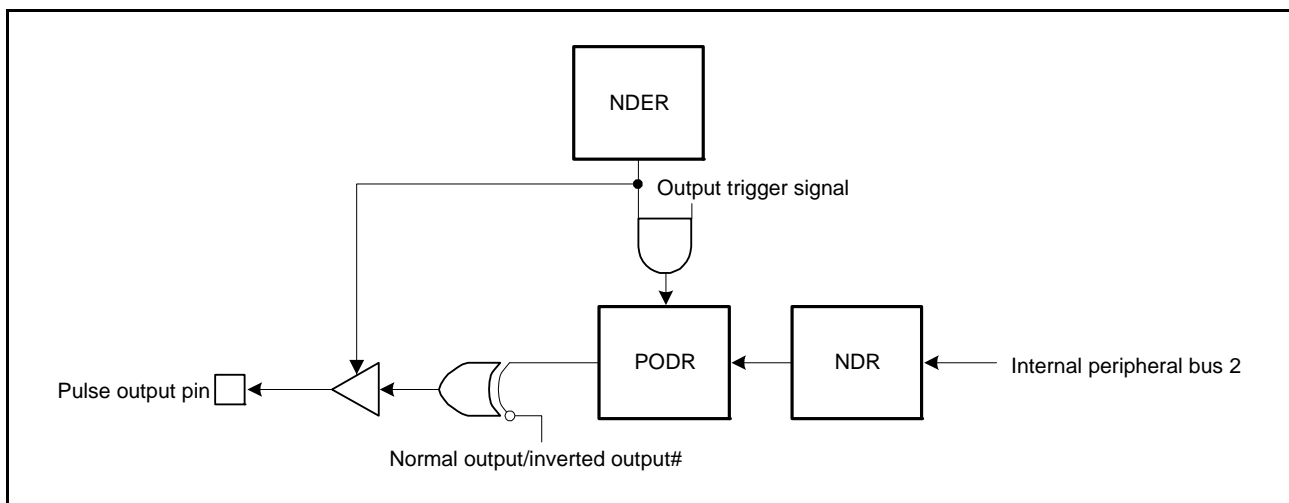 NDER
Output trigger signal
PODR
NDR
Internal peripheral bus 2
Pulse output pin
Normal output/inverted output#